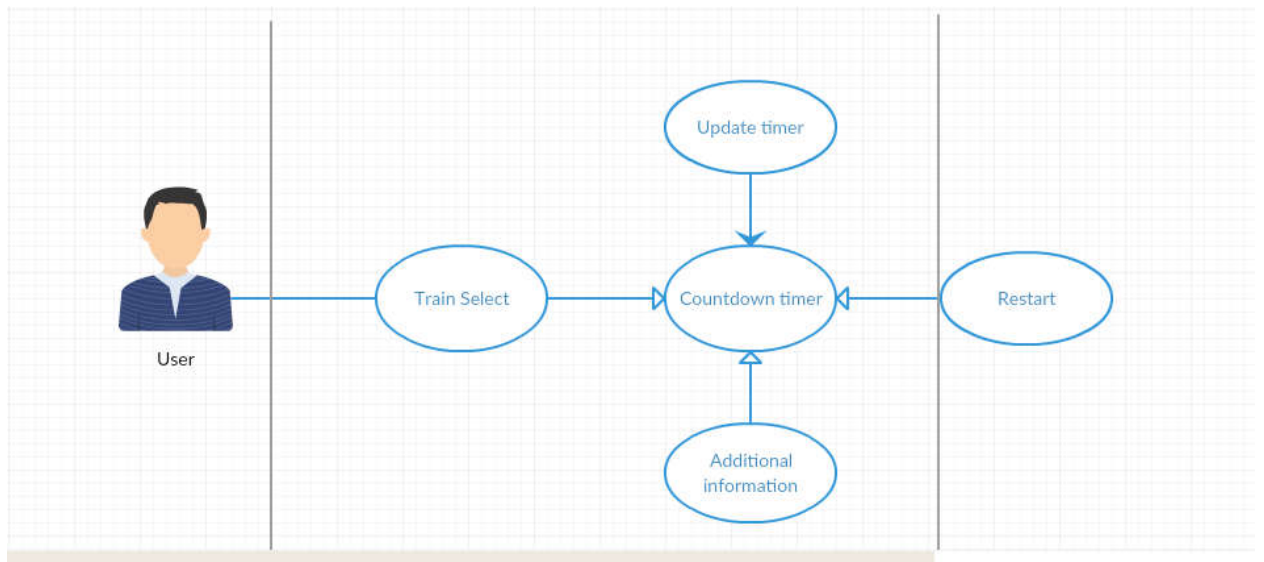 Update timer
Train Select
Countdown timer
Restart
User
Additional
information